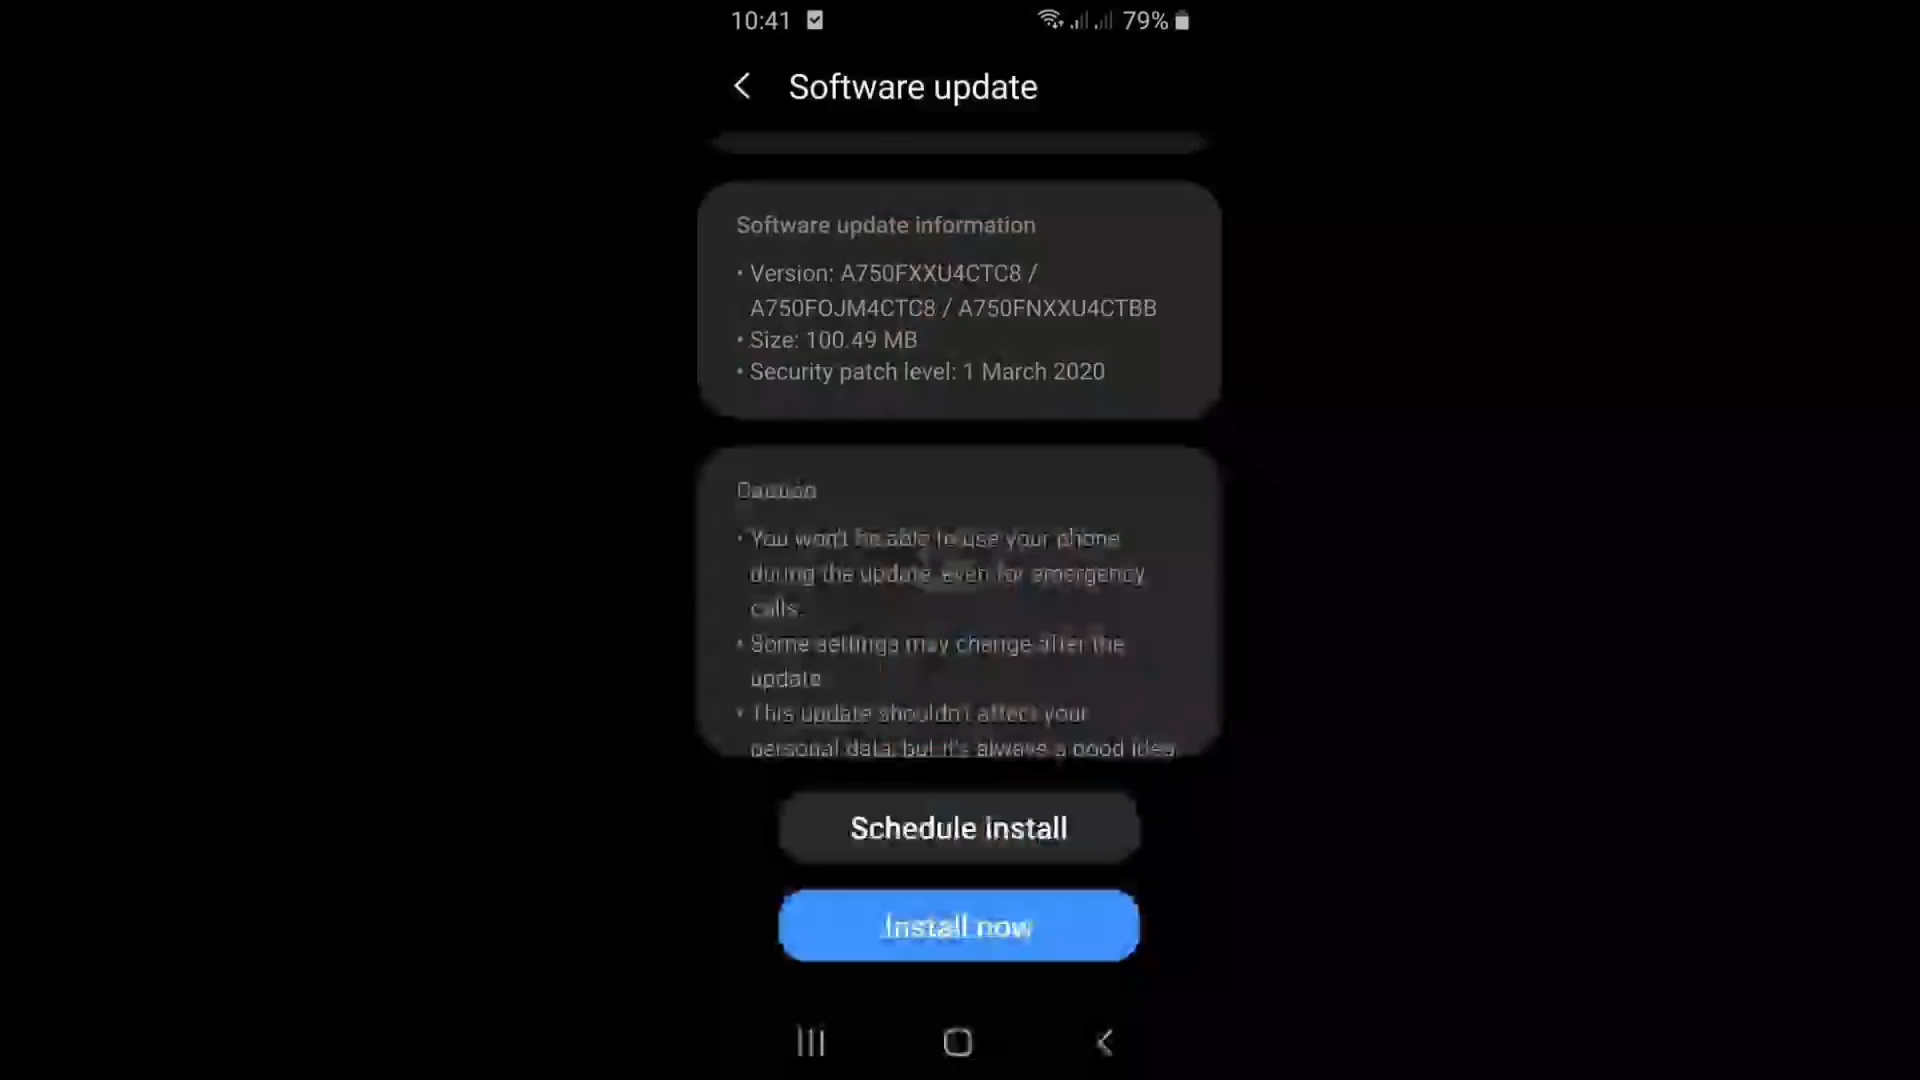 10:41 79%
Software update
Software update information
• Version: A750FXXU4CTC8 /
A750FOJM4CTC8 / A750FNXXU4CTBB
• Size: 100.49 MB
• Security patch level: 1 March 2020
Caution
• You won't be able to use your phone
during the update, even for emergency
calls.
• Some settings may change after the
update
• This update shouldn't affect your
personal data, but it's always a good idea
Schedule install
Install now